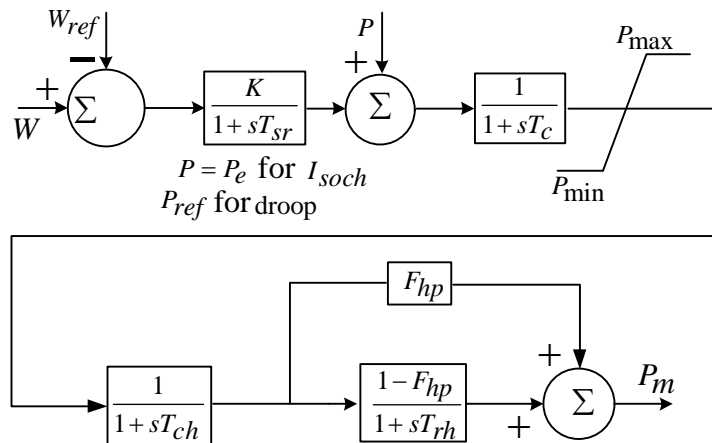 W_ref
P
P_max
− + Σ
K / 1 + sT_sr
+ Σ
1 / 1 + sT_c
W
P_min
P = P_e for I_soch
P_ref for droop
F_hp
1 / 1 + sT_ch
1 − F_hp / 1 + sT_rh
+ + Σ
P_m